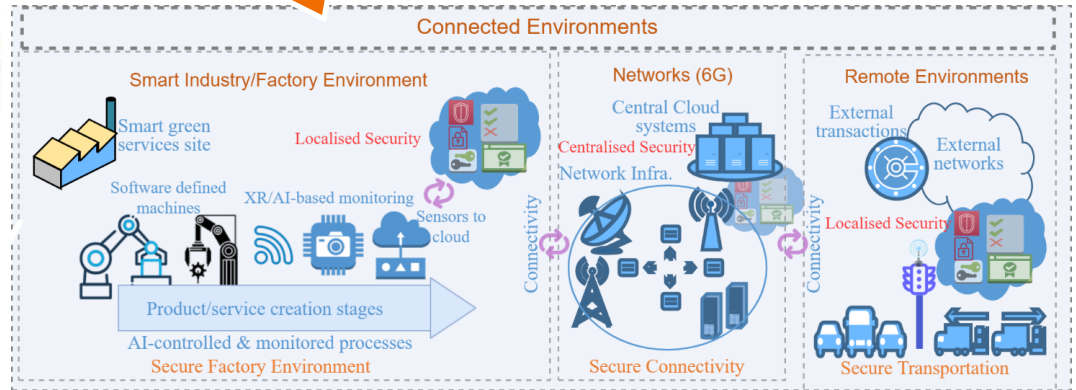 Connected Environments
Smart Industry/Factory Environment
Smart green
services site
Localised Security
Software defined
machines
XR/AI-based monitoring
Sensors to
cloud
Product/service creation stages
AI-controlled & monitored processes
Secure Factory Environment
Connectivity
Networks (6G)
Central Cloud
systems
Centralised Security
Network Infra.
Secure Connectivity
Connectivity
Remote Environments
External
transactions
External
networks
Localised Security
Secure Transportation